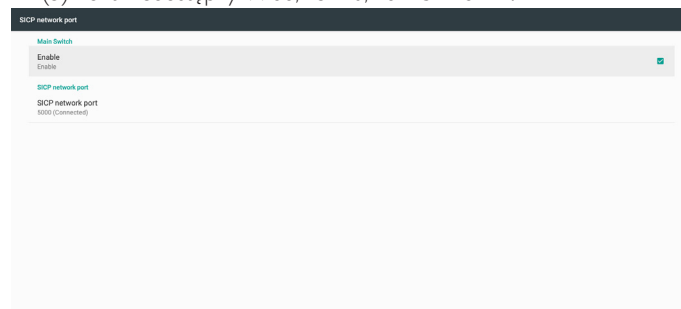 SICP network port
Main Switch
Enable
Enable
SICP network port
SICP network port
5000 (Connected)